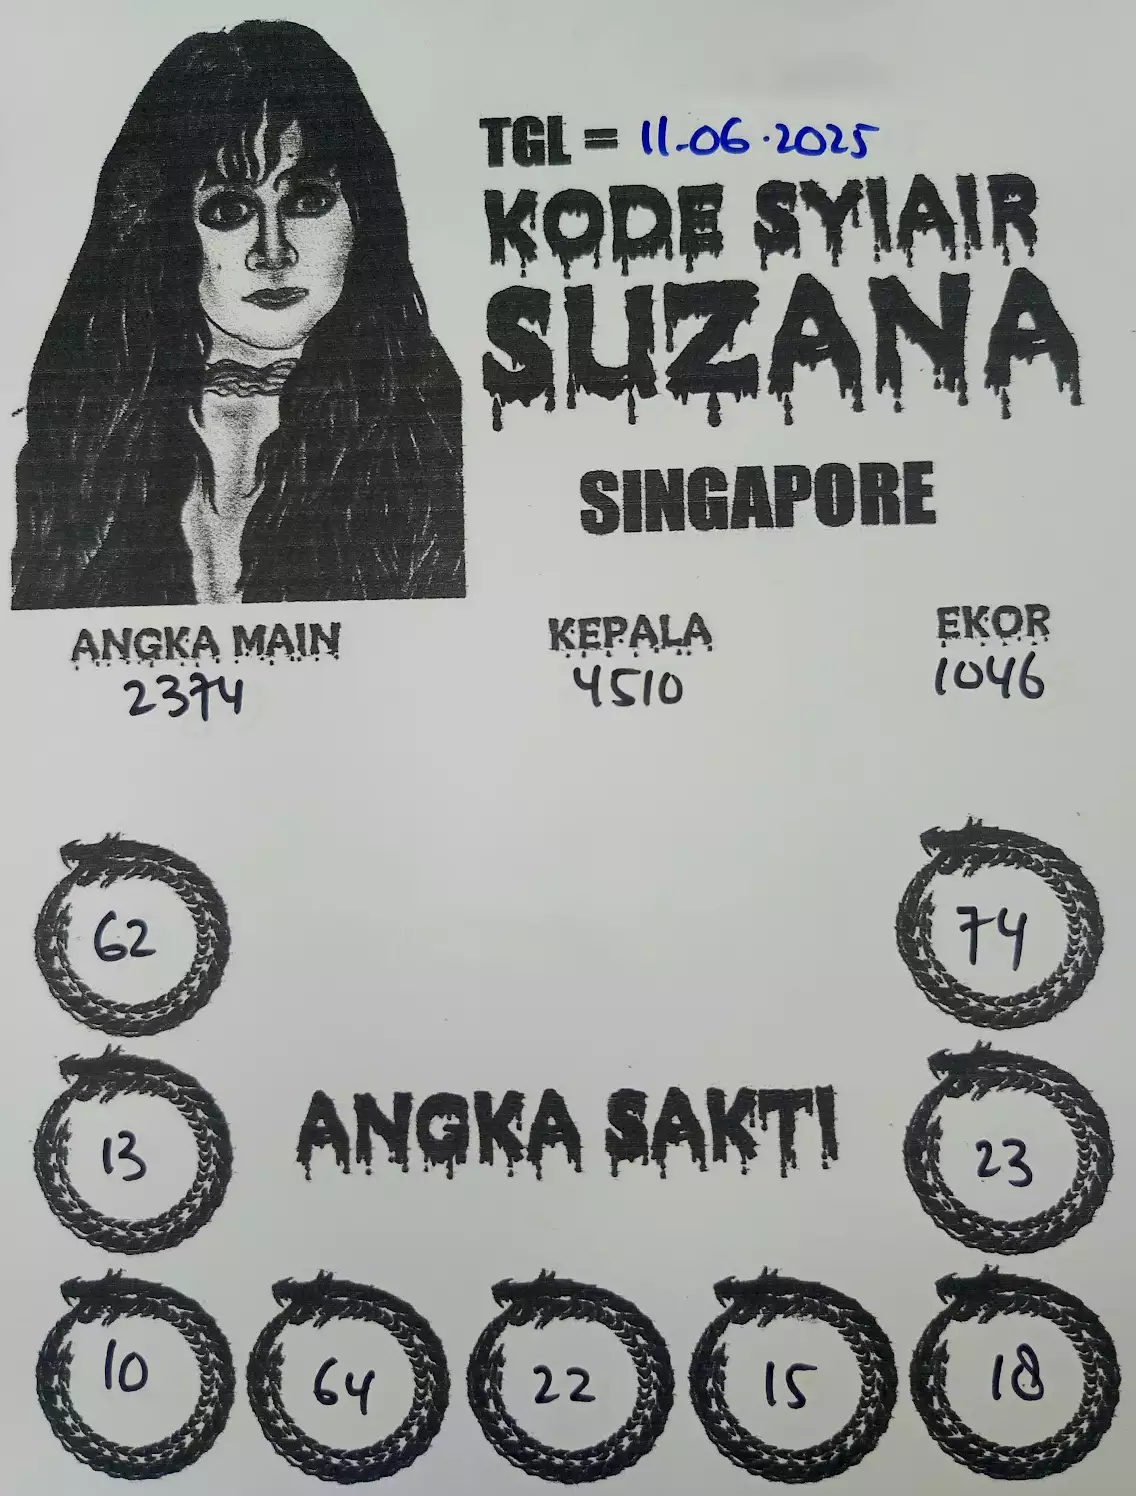 TGL = 11-06.2025
KODE SYIAIR
SUZANA
SINGAPORE
ANGKA MAIN KEPALA EKOR
2374 4510 1046
62 74
ANGKA SAKTI
13 23
10 64 22 15 18